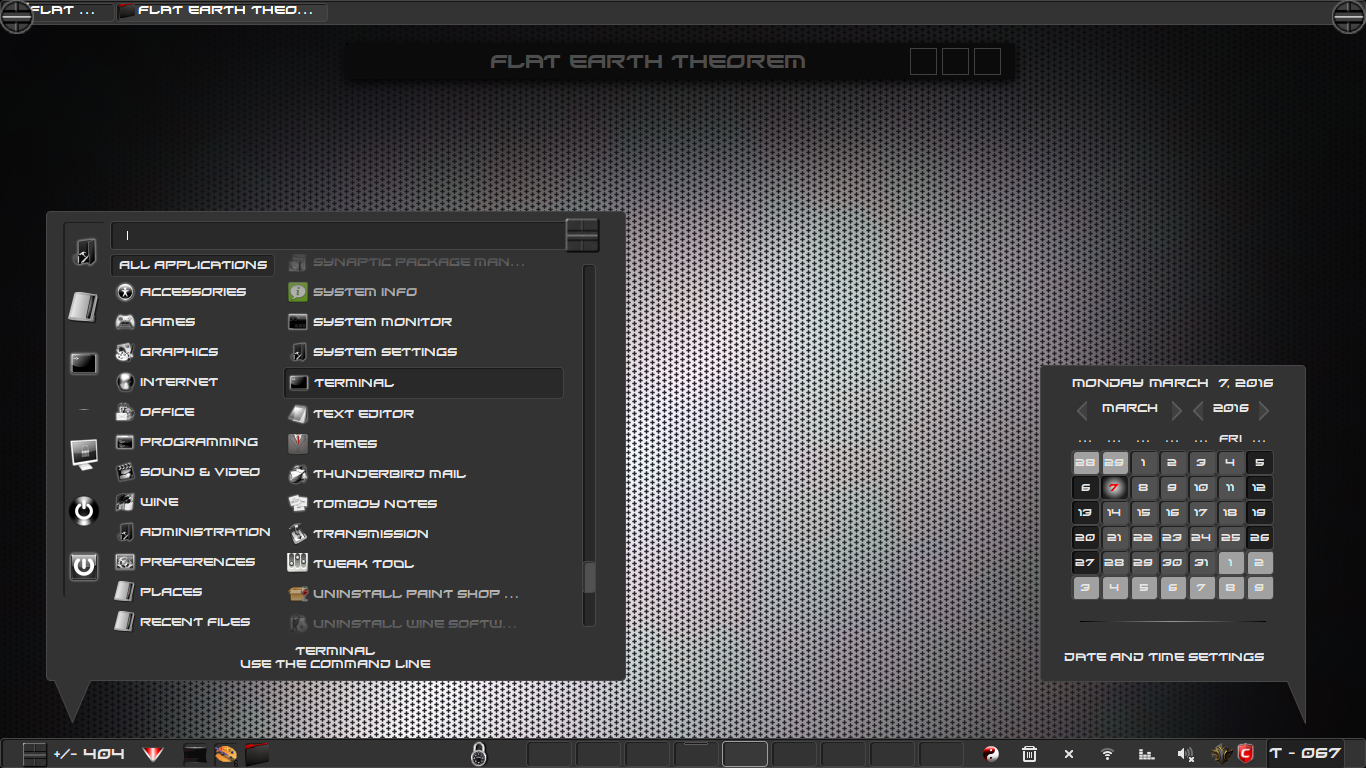 FLAT ...
FLAT EARTH THEO...
FLAT EARTH THEOREM
ALL APPLICATIONS
ACCESSORIES
GAMES
GRAPHICS
INTERNET
OFFICE
PROGRAMMING
SOUND & VIDEO
WINE
ADMINISTRATION
PREFERENCES
PLACES
RECENT FILES
SYNAPTIC PACKAGE MAN...
SYSTEM INFO
SYSTEM MONITOR
SYSTEM SETTINGS
TERMINAL
TEXT EDITOR
THEMES
THUNDERBIRD MAIL
TOMBOY NOTES
TRANSMISSION
TWEAK TOOL
UNINSTALL PAINT SHOP ...
UNINSTALL WINE SOFTW...
TERMINAL
USE THE COMMAND LINE
MONDAY MARCH 7, 2016
MARCH 2016
... ... ... ... ... FRI ...
28 29 1 2 3 4 5
6 7 8 9 10 11 12
13 14 15 16 17 18 19
20 21 22 23 24 25 26
27 28 29 30 31 1 2
3 4 5 6 7 8 9
DATE AND TIME SETTINGS
+/- 404
T - 067